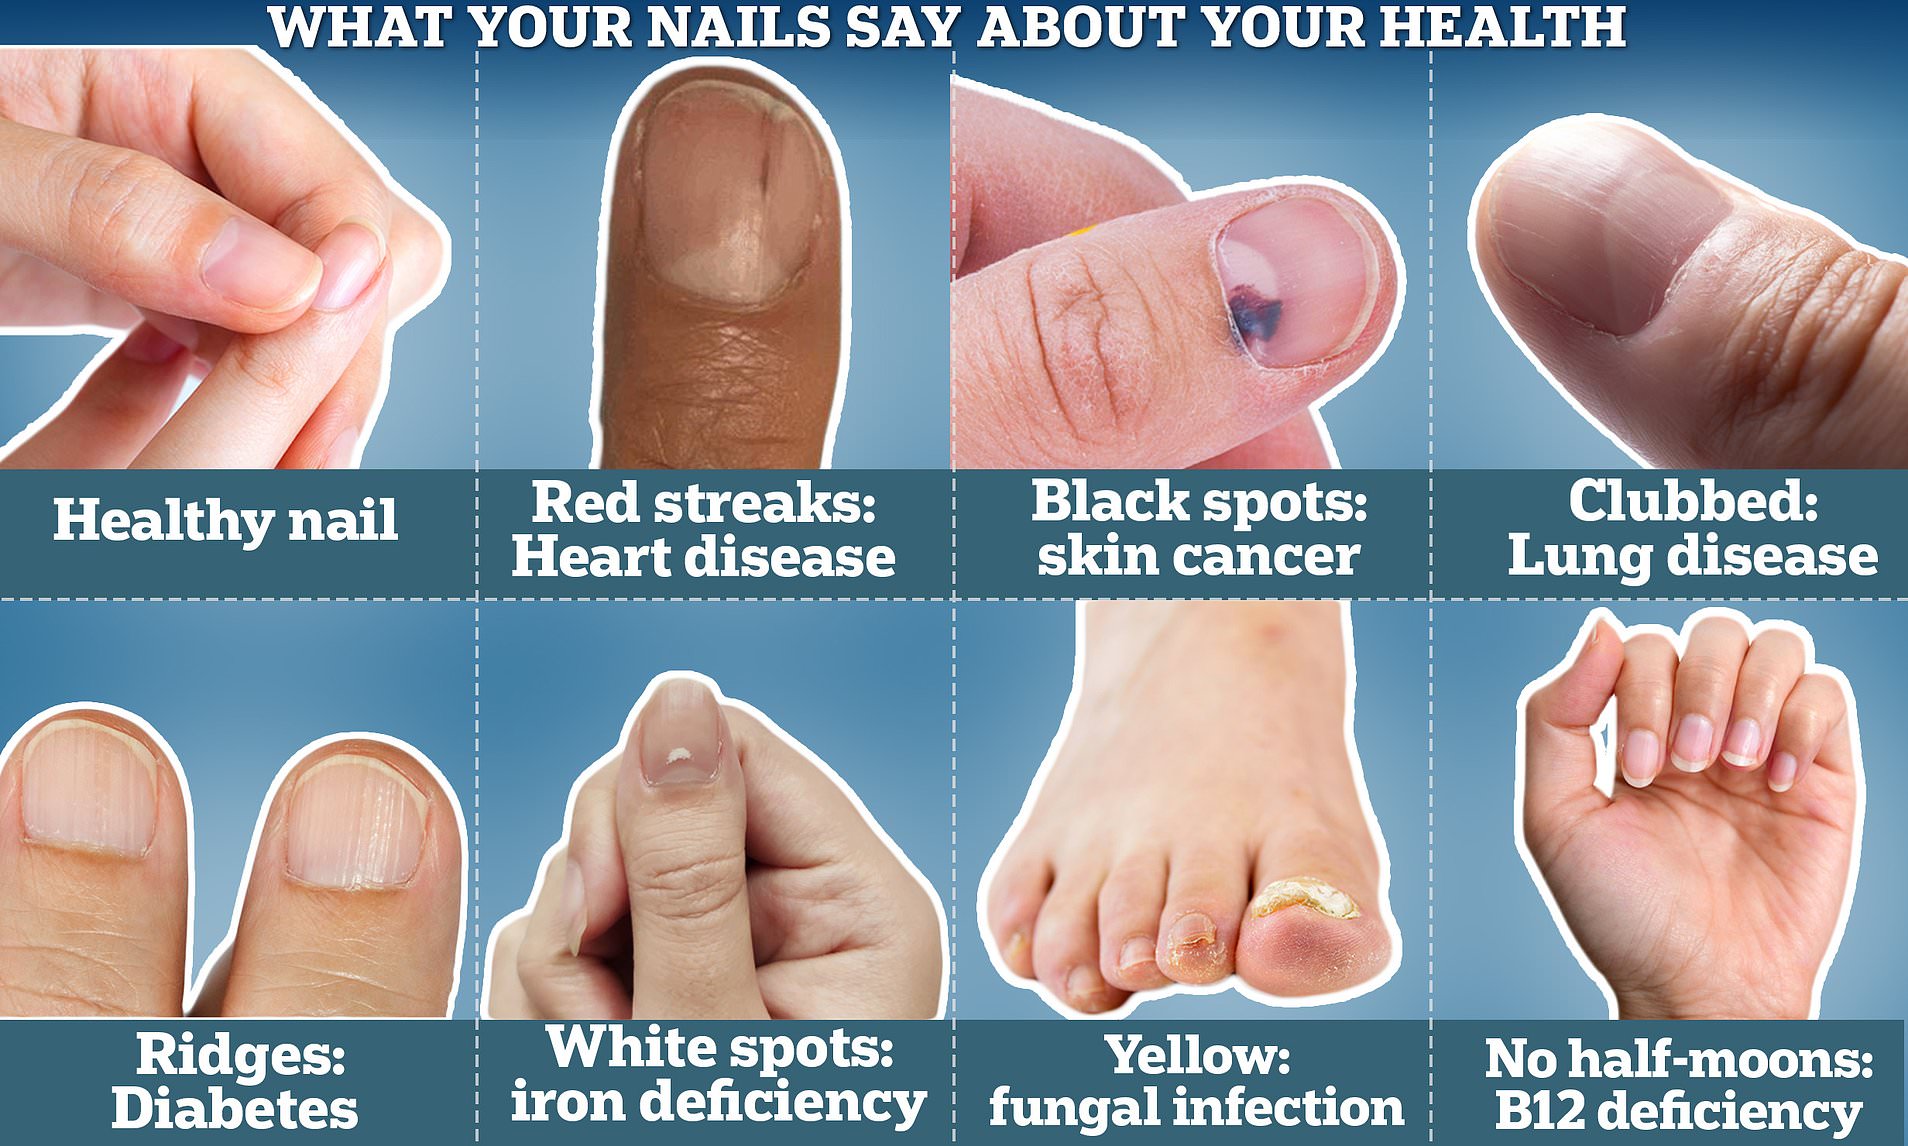 WHAT YOUR NAILS SAY ABOUT YOUR HEALTH
Healthy nail
Red streaks:
Heart disease
Black spots:
skin cancer
Clubbed:
Lung disease
Ridges:
Diabetes
White spots:
iron deficiency
Yellow:
fungal infection
No half-moons:
B12 deficiency